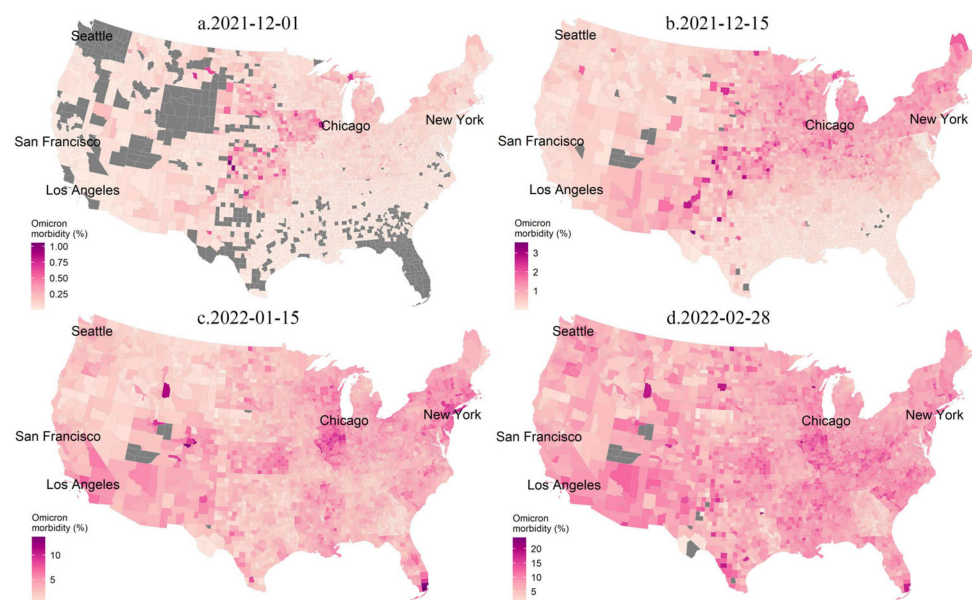 a.2021-12-01
Seattle
San Francisco
Los Angeles
Chicago
New York
Omicron
morbidity (%)
1.00
0.75
0.50
0.25
b.2021-12-15
Seattle
San Francisco
Los Angeles
Chicago
New York
Omicron
morbidity (%)
3
2
1
c.2022-01-15
Seattle
San Francisco
Los Angeles
Chicago
New York
Omicron
morbidity (%)
10
5
d.2022-02-28
Seattle
San Francisco
Los Angeles
Chicago
New York
Omicron
morbidity (%)
20
15
10
5